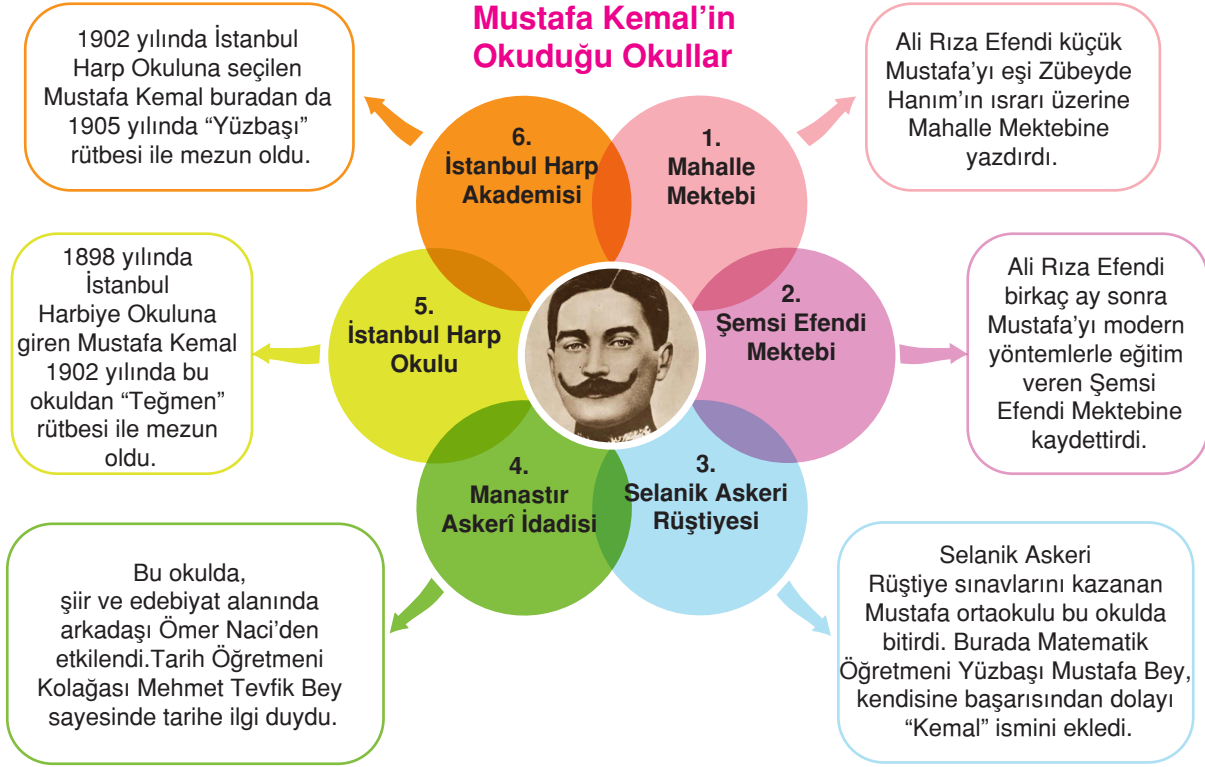 Mustafa Kemal’in
Okuduğu Okullar
1.
Mahalle
Mektebi
Ali Rıza Efendi küçük
Mustafa’yı eşi Zübeyde
Hanım’ın ısrarı üzerine
Mahalle Mektebine
yazdırdı.
2.
Şemsi Efendi
Mektebi
Ali Rıza Efendi
birkaç ay sonra
Mustafa’yı modern
yöntemlerle eğitim
veren Şemsi
Efendi Mektebine
kaydettirdi.
3.
Selanik Askeri
Rüştiyesi
Selanik Askeri
Rüştiye sınavlarını kazanan
Mustafa ortaokulu bu okulda
bitirdi. Burada Matematik
Öğretmeni Yüzbaşı Mustafa Bey,
kendisine başarısından dolayı
“Kemal” ismini ekledi.
4.
Manastır
Askerî İdadisi
Bu okulda,
şiir ve edebiyat alanında
arkadaşı Ömer Naci’den
etkilendi.Tarih Öğretmeni
Kolağası Mehmet Tevfik Bey
sayesinde tarihe ilgi duydu.
5.
İstanbul Harp
Okulu
1898 yılında
İstanbul
Harbiye Okuluna
giren Mustafa Kemal
1902 yılında bu
okuldan “Teğmen”
rütbesi ile mezun
oldu.
6.
İstanbul Harp
Akademisi
1902 yılında İstanbul
Harp Okuluna seçilen
Mustafa Kemal buradan da
1905 yılında “Yüzbaşı”
rütbesi ile mezun oldu.